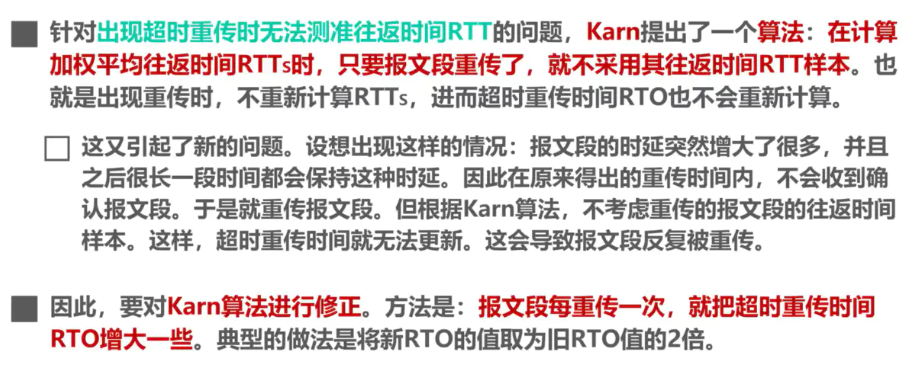 针对出现超时重传时无法测准往返时间RTT的问题，Karn提出了一个算法：在计算
加权平均往返时间RTTs时，只要报文段重传了，就不采用其往返时间RTT样本。也
就是出现重传时，不重新计算RTTs，进而超时重传时间RTO也不会重新计算。
这又引起了新的问题。设想出现这样的情况：报文段的时延突然增大了很多，并且
之后很长一段时间都会保持这种时延。因此在原来得出的重传时间内，不会收到确
认报文段。于是就重传报文段。但根据Karn算法，不考虑重传的报文段的往返时间
样本。这样，超时重传时间就无法更新。这会导致报文段反复被重传。
因此，要对Karn算法进行修正。方法是：报文段每重传一次，就把超时重传时间
RTO增大一些。典型的做法是将新RTO的值取为旧RTO值的2倍。